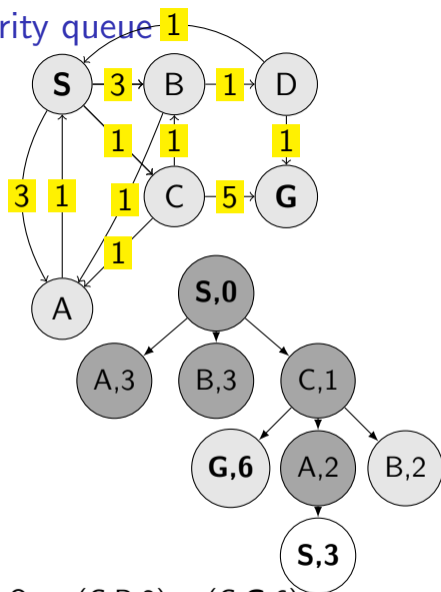 rity queue
1
S 3 B 1 D
1 1 1
3 1 1 C 5 G
1
A
S,0
A,3 B,3 C,1
G,6 A,2 B,2
S,3